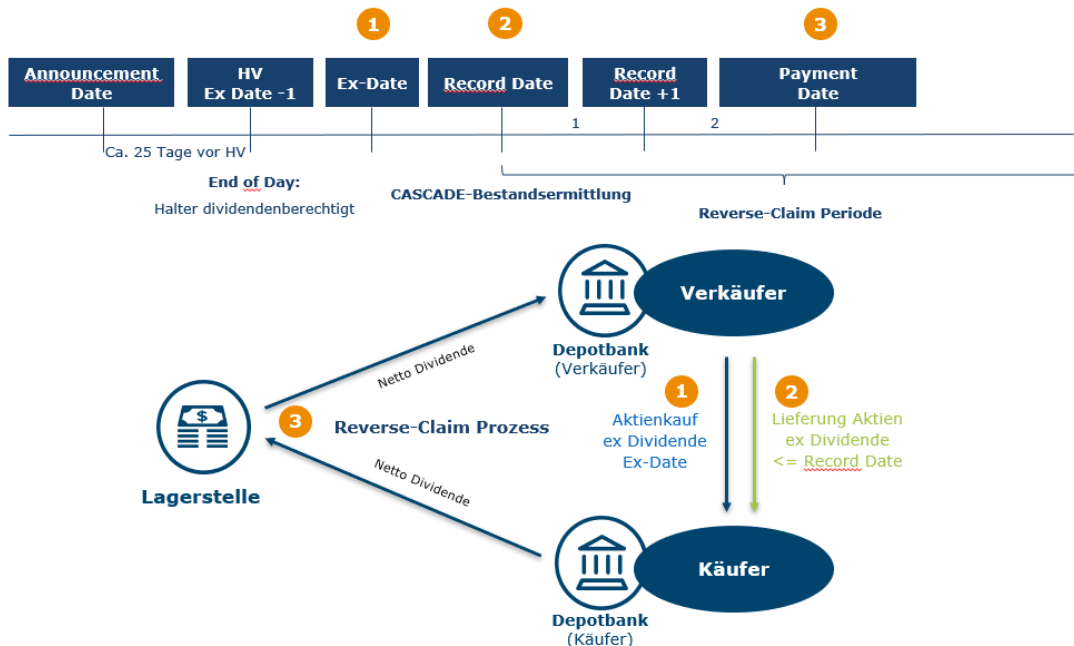 1
2
3
Announcement
Date
HV
Ex Date -1
Ex-Date
Record Date
Record
Date +1
Payment
Date
1
2
Ca. 25 Tage vor HV
End of Day:
Halter dividendenberechtigt
CASCADE-Bestandsermittlung
Reverse-Claim Periode
Verkäufer
Depotbank
(Verkäufer)
Netto Dividende
1
Aktienkauf
ex Dividende
Ex-Date
2
Lieferung Aktien
ex Dividende
<= Record Date
$
3
Reverse-Claim Prozess
Lagerstelle
Netto Dividende
Käufer
Depotbank
(Käufer)